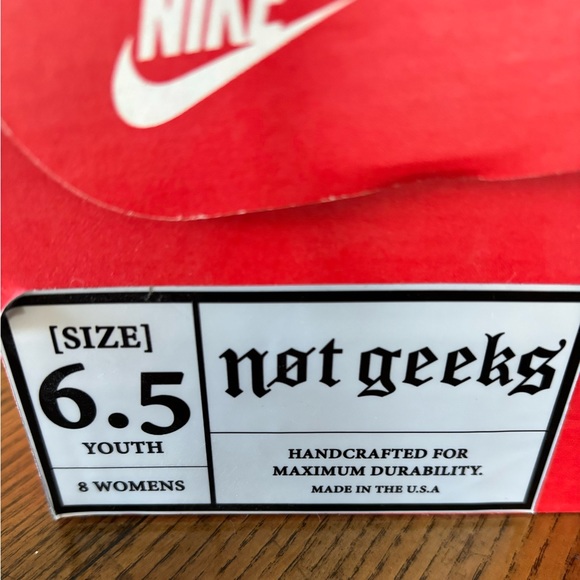 NIKE
[SIZE]
6.5
YOUTH
8 WOMENS
nøt geeks
HANDCRAFTED FOR
MAXIMUM DURABILITY.
MADE IN THE U.S.A